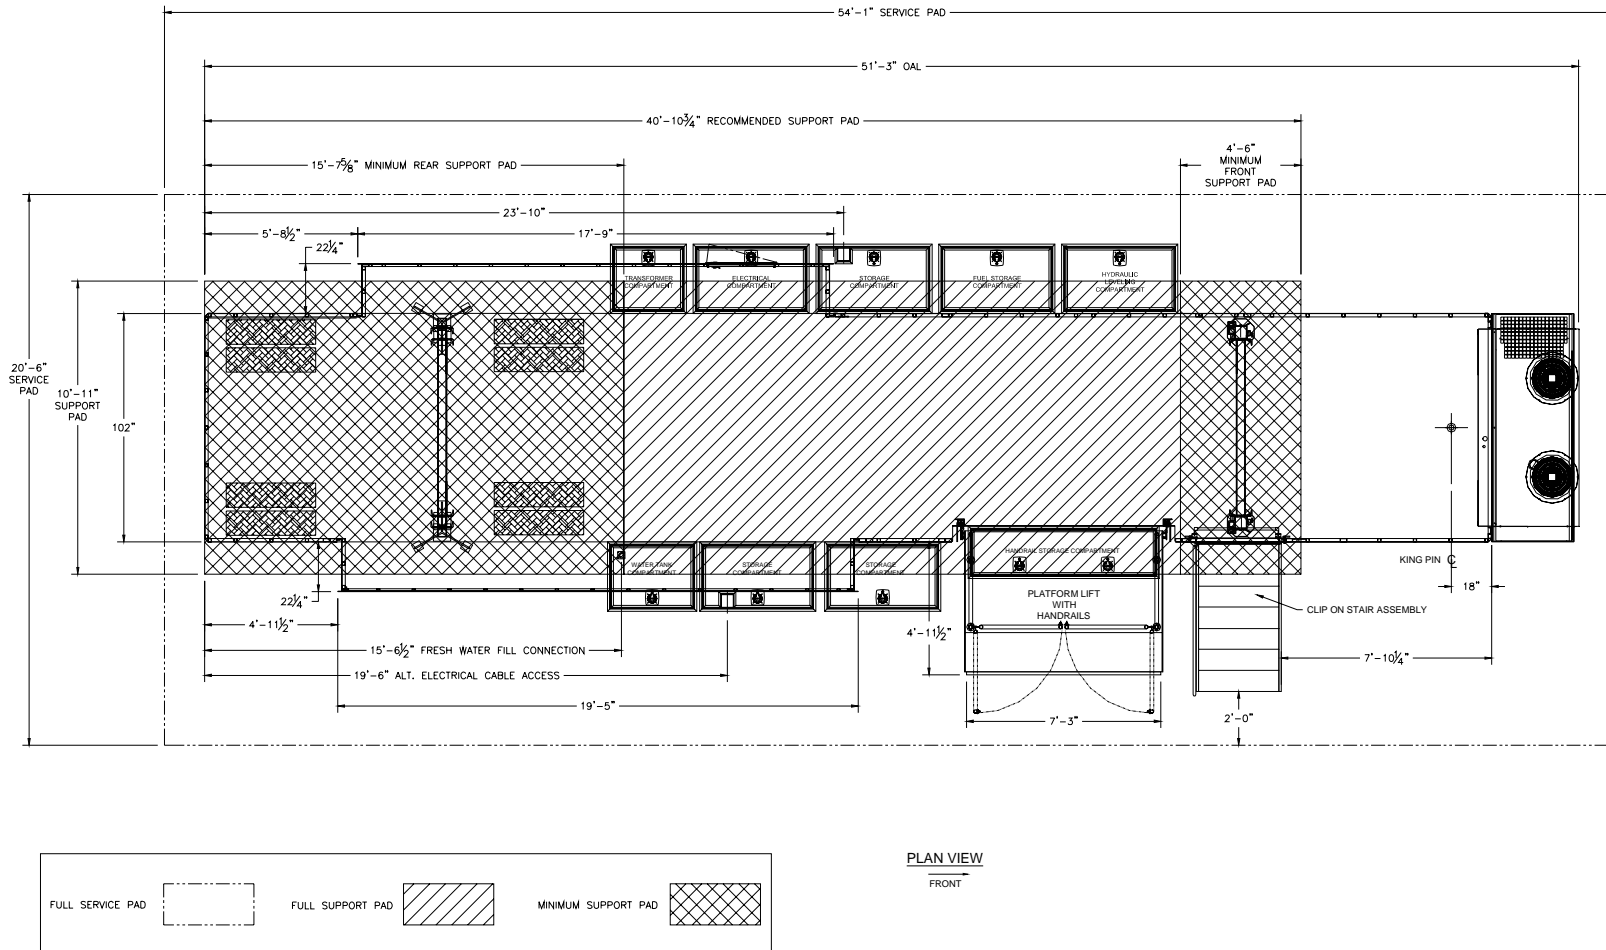 54'-1" SERVICE PAD
51'-3" OAL
40'-10¾" RECOMMENDED SUPPORT PAD
15'-7⅝" MINIMUM REAR SUPPORT PAD
4'-6"
MINIMUM
FRONT
SUPPORT PAD
23'-10"
5'-8½"
17'-9"
22¼"
TRANSFORMER
COMPARTMENT
ELECTRICAL
COMPARTMENT
STORAGE
COMPARTMENT
FUEL STORAGE
COMPARTMENT
HYDRAULIC
LEVELING
COMPARTMENT
20'-6"
SERVICE
PAD
10'-11"
SUPPORT
PAD
102"
WATER TANK
COMPARTMENT
STORAGE
COMPARTMENT
STORAGE
COMPARTMENT
HANDRAIL STORAGE COMPARTMENT
PLATFORM LIFT
WITH
HANDRAILS
KING PIN ℄
18"
CLIP ON STAIR ASSEMBLY
22¼"
4'-11½"
4'-11½"
15'-6½" FRESH WATER FILL CONNECTION
7'-10¼"
19'-6" ALT. ELECTRICAL CABLE ACCESS
19'-5"
7'-3"
2'-0"
PLAN VIEW
FRONT
FULL SERVICE PAD
FULL SUPPORT PAD
MINIMUM SUPPORT PAD